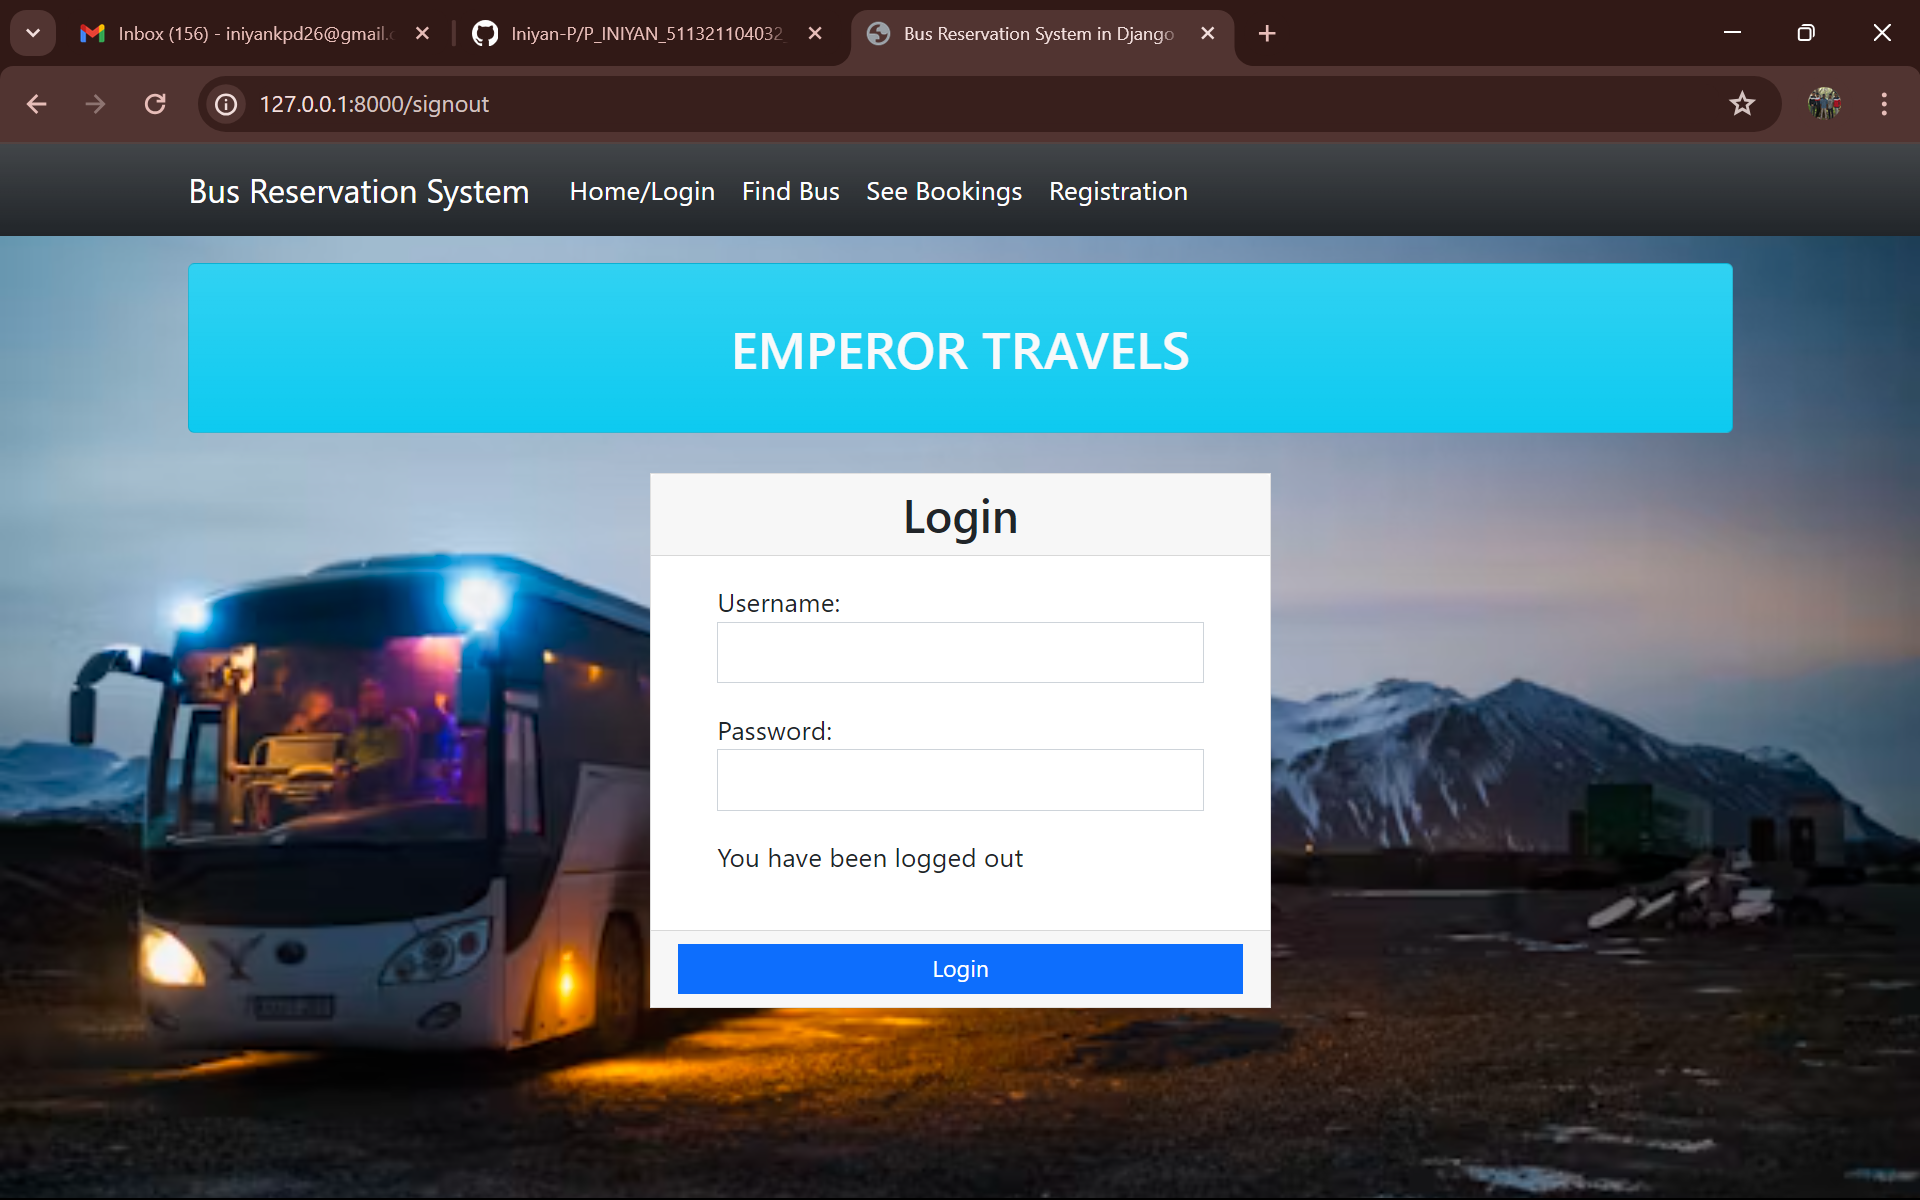 Inbox (156) - iniyankpd26@gmail.c
Iniyan-P/P_INIYAN_511321104032_
Bus Reservation System in Django
127.0.0.1:8000/signout
Bus Reservation System
Home/Login
Find Bus
See Bookings
Registration
EMPEROR TRAVELS
Login
Username:
Password:
You have been logged out
Login